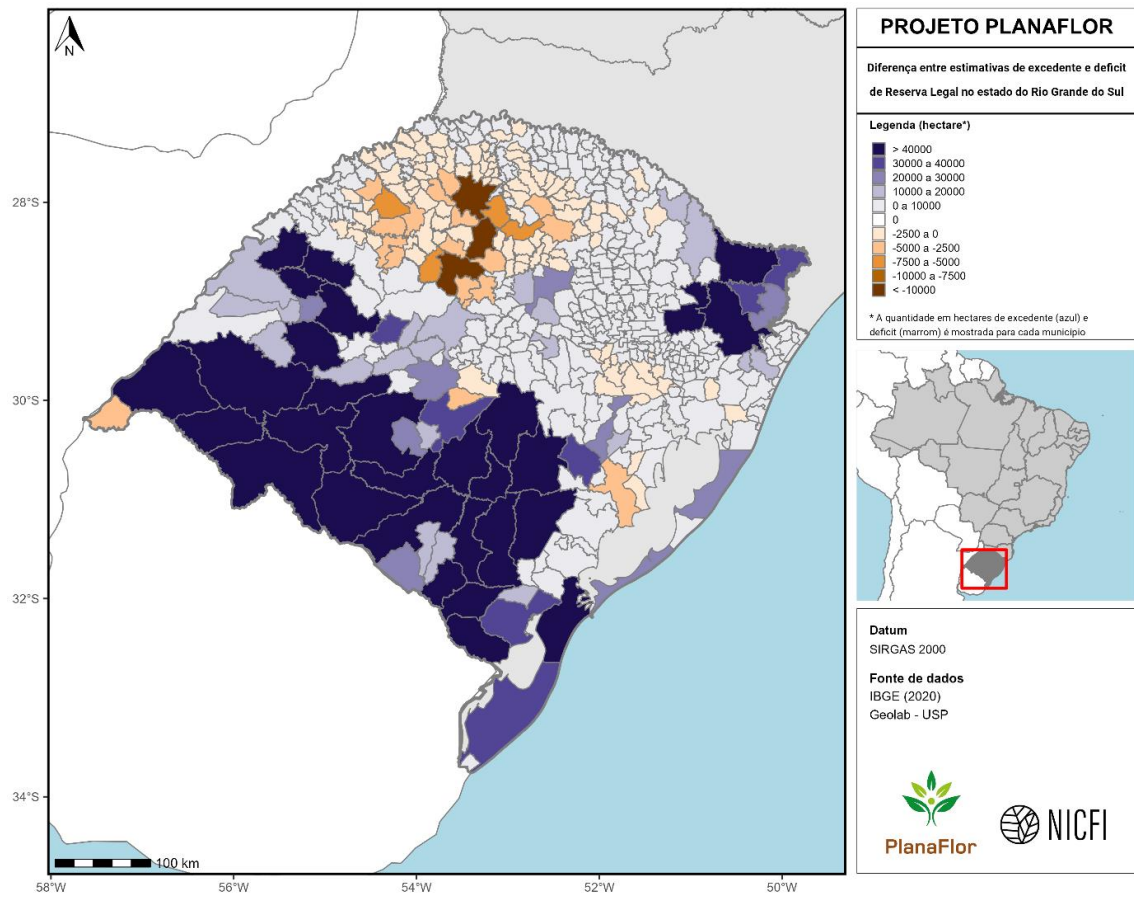 N
28°S
30°S
32°S
34°S
100 km
58°W
56°W
54°W
52°W
50°W
PROJETO PLANAFLOR
Diferença entre estimativas de excedente e deficit
de Reserva Legal no estado do Rio Grande do Sul
Legenda (hectare*)
> 40000
30000 a 40000
20000 a 30000
10000 a 20000
0 a 10000
0
-2500 a 0
-5000 a -2500
-7500 a -5000
-10000 a -7500
< -10000
* A quantidade em hectares de excedente (azul) e
deficit (marrom) é mostrada para cada município
Datum
SIRGAS 2000
Fonte de dados
IBGE (2020)
Geolab - USP
PlanaFlor
NICFI